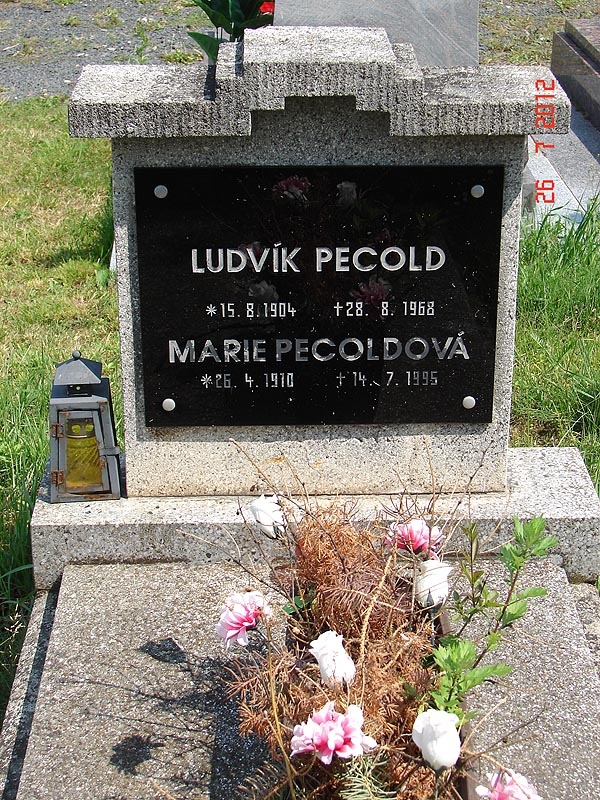 LUDVÍK PECOLD
*15. 8. 1904 †28. 8. 1968
MARIE PECOLDOVÁ
*26. 4. 1910 †14. 7. 1995
26 7 2012